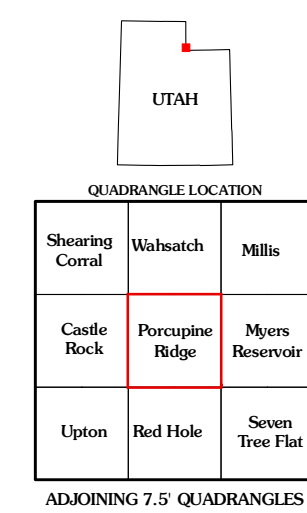 UTAH
QUADRANGLE LOCATION
Shearing Corral
Wahsatch
Millis
Castle Rock
Porcupine Ridge
Myers Reservoir
Upton
Red Hole
Seven Tree Flat
ADJOINING 7.5' QUADRANGLES